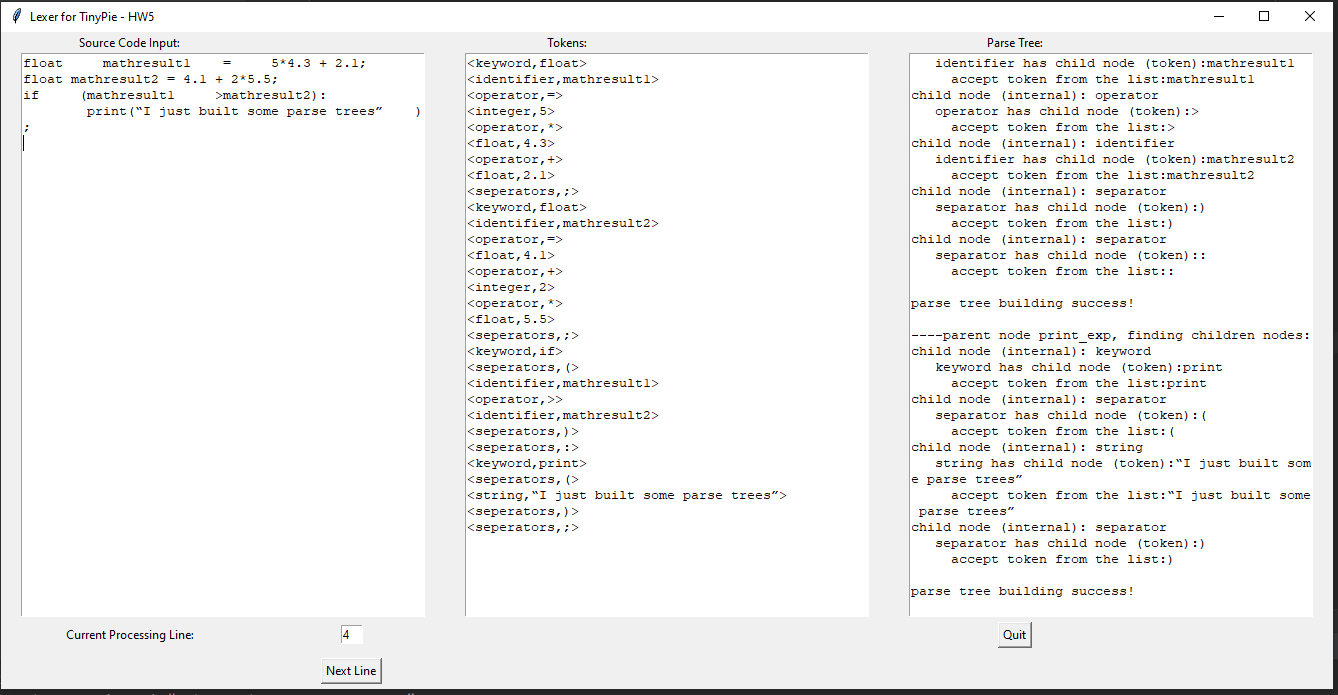 Lexer for TinyPie - HW5
Source Code Input:
float     mathresult1    =     5*4.3 + 2.1;
float mathresult2 = 4.1 + 2*5.5;
if     (mathresult1     >mathresult2):
        print(“I just built some parse trees”    )
;
Current Processing Line:
4
Next Line
Tokens:
<keyword,float>
<identifier,mathresult1>
<operator,=>
<integer,5>
<operator,*>
<float,4.3>
<operator,+>
<float,2.1>
<seperators,;>
<keyword,float>
<identifier,mathresult2>
<operator,=>
<float,4.1>
<operator,+>
<integer,2>
<operator,*>
<float,5.5>
<seperators,;>
<keyword,if>
<seperators,(>
<identifier,mathresult1>
<operator,>>
<identifier,mathresult2>
<seperators,)>
<seperators,:>
<keyword,print>
<seperators,(>
<string,“I just built some parse trees”>
<seperators,)>
<seperators,;>
Parse Tree:
   identifier has child node (token):mathresult1
     accept token from the list:mathresult1
child node (internal): operator
   operator has child node (token):>
     accept token from the list:>
child node (internal): identifier
   identifier has child node (token):mathresult2
     accept token from the list:mathresult2
child node (internal): separator
   separator has child node (token):)
     accept token from the list:)
child node (internal): separator
   separator has child node (token)::
     accept token from the list::
parse tree building success!
----parent node print_exp, finding children nodes:
child node (internal): keyword
   keyword has child node (token):print
     accept token from the list:print
child node (internal): separator
   separator has child node (token):(
     accept token from the list:(
child node (internal): string
   string has child node (token):“I just built som
e parse trees”
     accept token from the list:“I just built some
 parse trees”
child node (internal): separator
   separator has child node (token):)
     accept token from the list:)
parse tree building success!
Quit